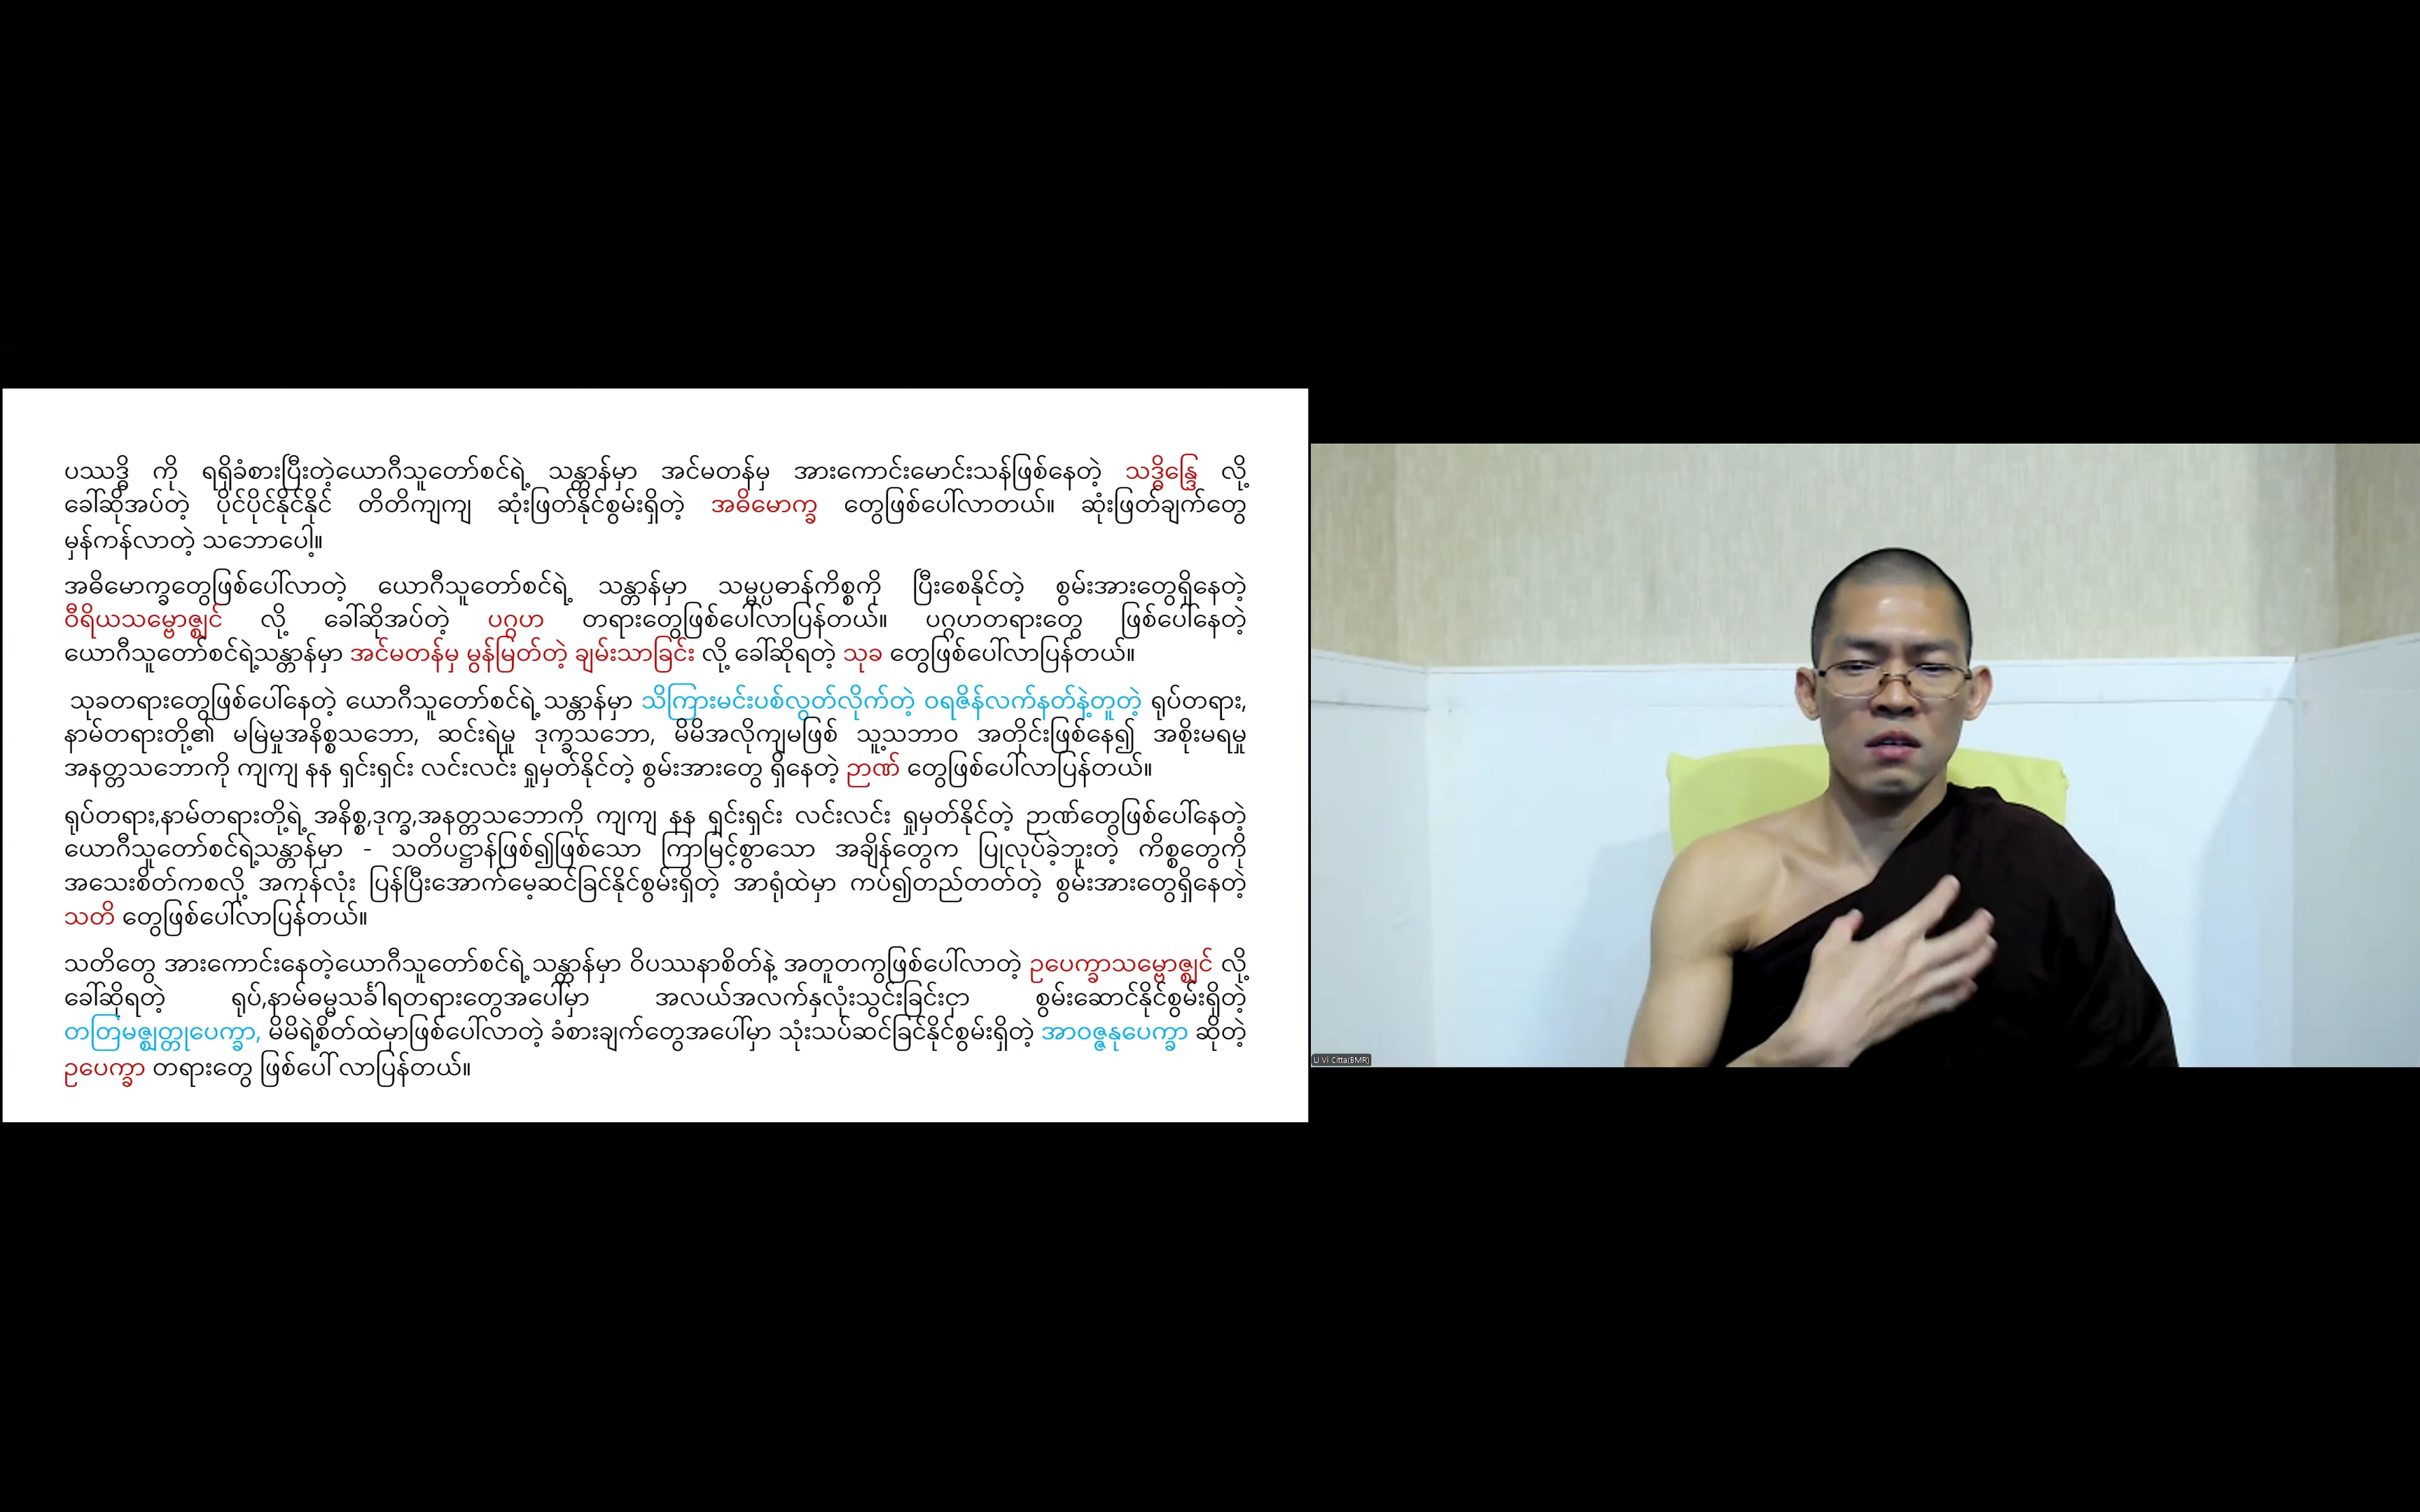 ပဿဒ္ဓိ ကို ရရှိခံစားပြီးတဲ့ယောဂီသူတော်စင်ရဲ့ သန္တာန်မှာ အင်မတန်မှ အားကောင်းမောင်းသန်ဖြစ်နေတဲ့ သဒ္ဓိန္ဒြေ လို့
ခေါ်ဆိုအပ်တဲ့ ပိုင်ပိုင်နိုင်နိုင် တိတိကျကျ ဆုံးဖြတ်နိုင်စွမ်းရှိတဲ့ အဓိမောက္ခ တွေဖြစ်ပေါ်လာတယ်။ ဆုံးဖြတ်ချက်တွေ
မှန်ကန်လာတဲ့ သဘောပေါ့။
အဓိမောက္ခတွေဖြစ်ပေါ်လာတဲ့ ယောဂီသူတော်စင်ရဲ့ သန္တာန်မှာ သမ္မပ္ပဓာန်ကိစ္စကို ပြီးစေနိုင်တဲ့ စွမ်းအားတွေရှိနေတဲ့
ဝီရိယသမ္ဗောဇ္ဈင် လို့ ခေါ်ဆိုအပ်တဲ့ ပဂ္ဂဟ တရားတွေဖြစ်ပေါ်လာပြန်တယ်။ ပဂ္ဂဟတရားတွေ ဖြစ်ပေါ်နေတဲ့
ယောဂီသူတော်စင်ရဲ့သန္တာန်မှာ အင်မတန်မှ မွန်မြတ်တဲ့ ချမ်းသာခြင်း လို့ ခေါ်ဆိုရတဲ့ သုခ တွေဖြစ်ပေါ်လာပြန်တယ်။
သုခတရားတွေဖြစ်ပေါ်နေတဲ့ ယောဂီသူတော်စင်ရဲ့ သန္တာန်မှာ သိကြားမင်းပစ်လွှတ်လိုက်တဲ့ ဝရဇိန်လက်နတ်နဲ့တူတဲ့ ရုပ်တရား,
နာမ်တရားတို့၏ မမြဲမှုအနိစ္စသဘော, ဆင်းရဲမှု ဒုက္ခသဘော, မိမိအလိုကျမဖြစ် သူ့သဘာဝ အတိုင်းဖြစ်နေ၍ အစိုးမရမှု
အနတ္တသဘောကို ကျကျ နန ရှင်းရှင်း လင်းလင်း ရှုမှတ်နိုင်တဲ့ စွမ်းအားတွေ ရှိနေတဲ့ ဉာဏ် တွေဖြစ်ပေါ်လာပြန်တယ်။
ရုပ်တရား,နာမ်တရားတို့ရဲ့ အနိစ္စ,ဒုက္ခ,အနတ္တသဘောကို ကျကျ နန ရှင်းရှင်း လင်းလင်း ရှုမှတ်နိုင်တဲ့ ဉာဏ်တွေဖြစ်ပေါ်နေတဲ့
ယောဂီသူတော်စင်ရဲ့သန္တာန်မှာ - သတိပဋ္ဌာန်ဖြစ်၍ဖြစ်သော ကြာမြင့်စွာသော အချိန်တွေက ပြုလုပ်ခဲ့ဘူးတဲ့ ကိစ္စတွေကို
အသေးစိတ်ကစလို့ အကုန်လုံး ပြန်ပြီးအောက်မေ့ဆင်ခြင်နိုင်စွမ်းရှိတဲ့ အာရုံထဲမှာ ကပ်၍တည်တတ်တဲ့ စွမ်းအားတွေရှိနေတဲ့
သတိ တွေဖြစ်ပေါ်လာပြန်တယ်။
သတိတွေ အားကောင်းနေတဲ့ယောဂီသူတော်စင်ရဲ့ သန္တာန်မှာ ဝိပဿနာစိတ်နဲ့ အတူတကွဖြစ်ပေါ်လာတဲ့ ဥပေက္ခာသမ္ဗောဇ္ဈင် လို့
ခေါ်ဆိုရတဲ့ ရုပ်,နာမ်ဓမ္မသင်္ခါရတရားတွေအပေါ်မှာ အလယ်အလက်နှလုံးသွင်းခြင်းငှာ စွမ်းဆောင်နိုင်စွမ်းရှိတဲ့
တတြမဇ္ဈတ္တုပေက္ခာ, မိမိရဲ့စိတ်ထဲမှာဖြစ်ပေါ်လာတဲ့ ခံစားချက်တွေအပေါ်မှာ သုံးသပ်ဆင်ခြင်နိုင်စွမ်းရှိတဲ့ အာဝဇ္ဇနုပေက္ခာ ဆိုတဲ့
ဥပေက္ခာ တရားတွေ ဖြစ်ပေါ် လာပြန်တယ်။
U Vi Citta(BMR)